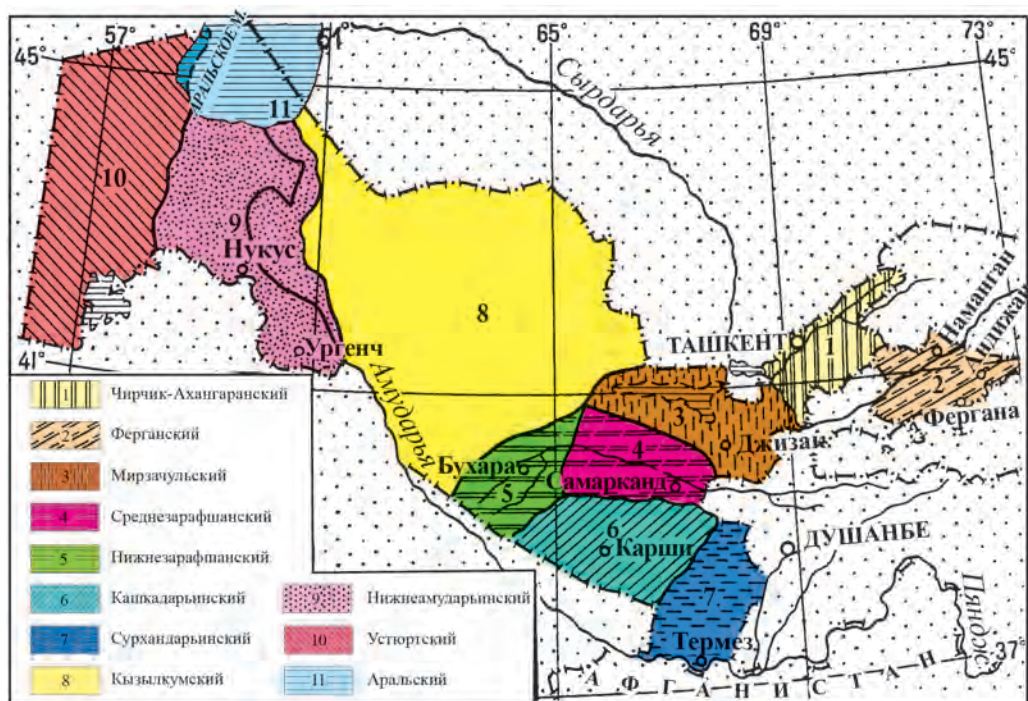 57°
61°
65°
69°
73°
45°
45°
АРАЛЬСКОЕ М.
11
Сырдарья
10
9
Нукус
8
Наманган
ТАШКЕНТ
1
Андижан
2
41°
Ургенч
41°
Фергана
Амударья
3
Джизак
4
Бухара
Самарканд
5
6
Карши
ДУШАНБЕ
7
Пяндж
Термез
37°
АФГАНИСТАН
1 Чирчик-Ахангаранский
2 Ферганский
3 Мирзачульский
4 Среднезарафшанский
5 Нижнезарафшанский
6 Кашкадарьинский
7 Сурхандарьинский
8 Кызылкумский
9 Нижнеамударьинский
10 Устюртский
11 Аральский